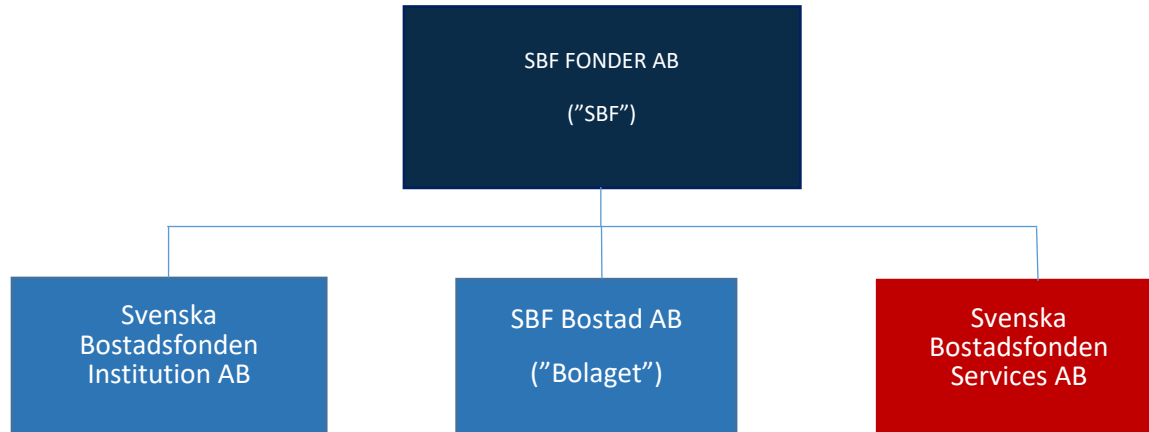 SBF FONDER AB
(”SBF”)
Svenska
Bostadsfonden
Institution AB
SBF Bostad AB
(”Bolaget”)
Svenska
Bostadsfonden
Services AB